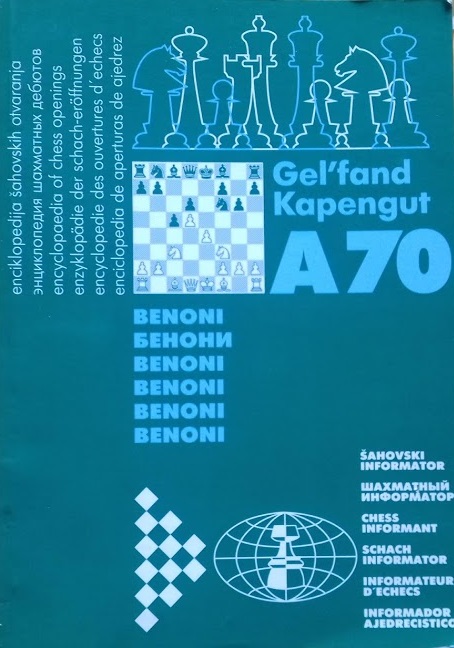 enciklopedija šahovskih otvaranja
энциклопедия шахматных дебютов
encyclopaedia of chess openings
enzyklopädie der schach-eröffnungen
encyclopedie des ouvertures d'echecs
enciclopedia de aperturas de ajedrez
Gel'fand
Kapengut
A 70
BENONI
БЕНОНИ
BENONI
BENONI
BENONI
BENONI
ŠAHOVSKI
INFORMATOR
ШАХМАТНЫЙ
ИНФОРМАТОР
CHESS
INFORMANT
SCHACH
INFORMATOR
INFORMATEUR
D'ECHECS
INFORMADOR
AJEDRECISTICO